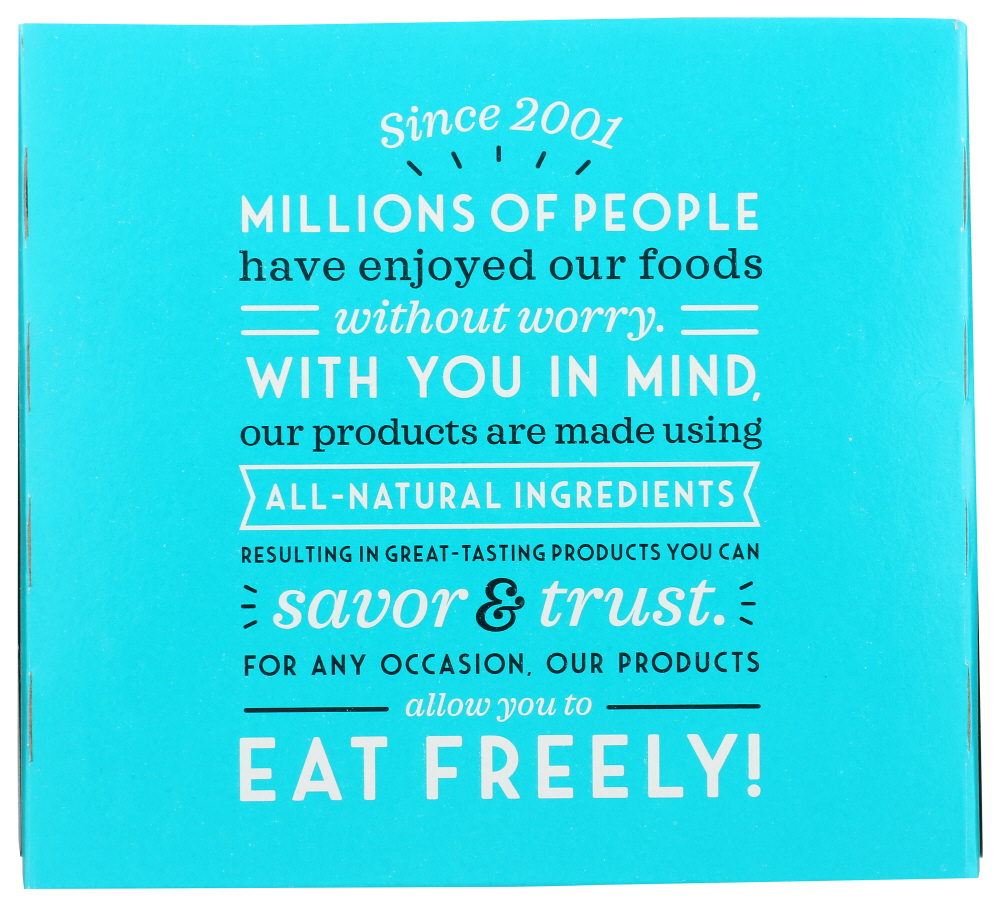 Since 2001
MILLIONS OF PEOPLE
have enjoyed our foods
without worry.
WITH YOU IN MIND,
our products are made using
ALL-NATURAL INGREDIENTS
RESULTING IN GREAT-TASTING PRODUCTS YOU CAN
savor & trust.
FOR ANY OCCASION, OUR PRODUCTS
allow you to
EAT FREELY!